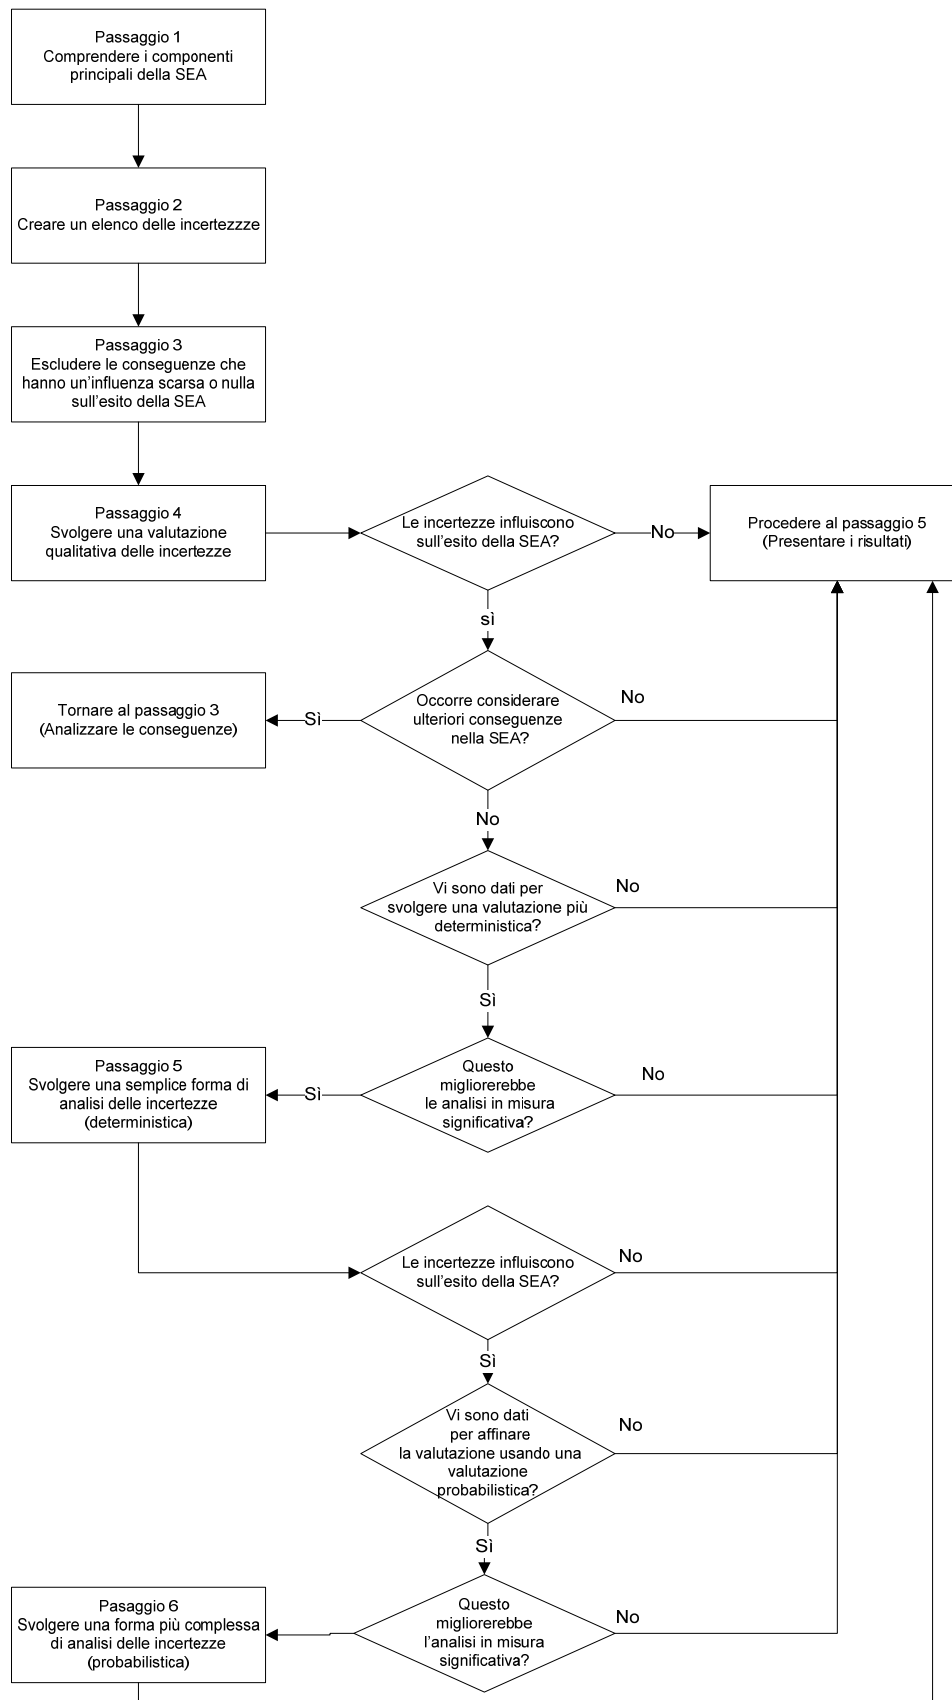 Passaggio 1
Comprendere i componenti
principali della SEA
Passaggio 2
Creare un elenco delle incertezzze
Passaggio 3
Escludere le conseguenze che
hanno un'influenza scarsa o nulla
sull'esito della SEA
Passaggio 4
Svolgere una valutazione
qualitativa delle incertezze
Le incertezze influiscono
sull'esito della SEA?
No
Procedere al passaggio 5
(Presentare i risultati)
sì
Occorre considerare
ulteriori conseguenze
nella SEA?
No
Sì
Tornare al passaggio 3
(Analizzare le conseguenze)
No
Vi sono dati per
svolgere una valutazione più
deterministica?
No
Sì
Questo
migliorerebbe
le analisi in misura
significativa?
No
Sì
Passaggio 5
Svolgere una semplice forma di
analisi delle incertezze
(deterministica)
Le incertezze influiscono
sull'esito della SEA?
No
Sì
Vi sono dati
per affinare
la valutazione usando una
valutazione
probabilistica?
No
Sì
Questo
migliorerebbe
l'analisi in misura
significativa?
No
Pasaggio 6
Svolgere una forma più complessa
di analisi delle incertezze
(probabilistica)